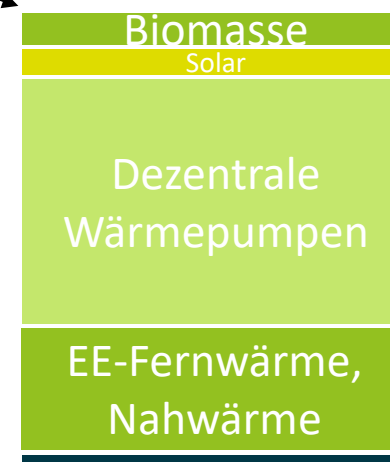 Biomasse
Solar
Dezentrale
Wärmepumpen
EE-Fernwärme,
Nahwärme